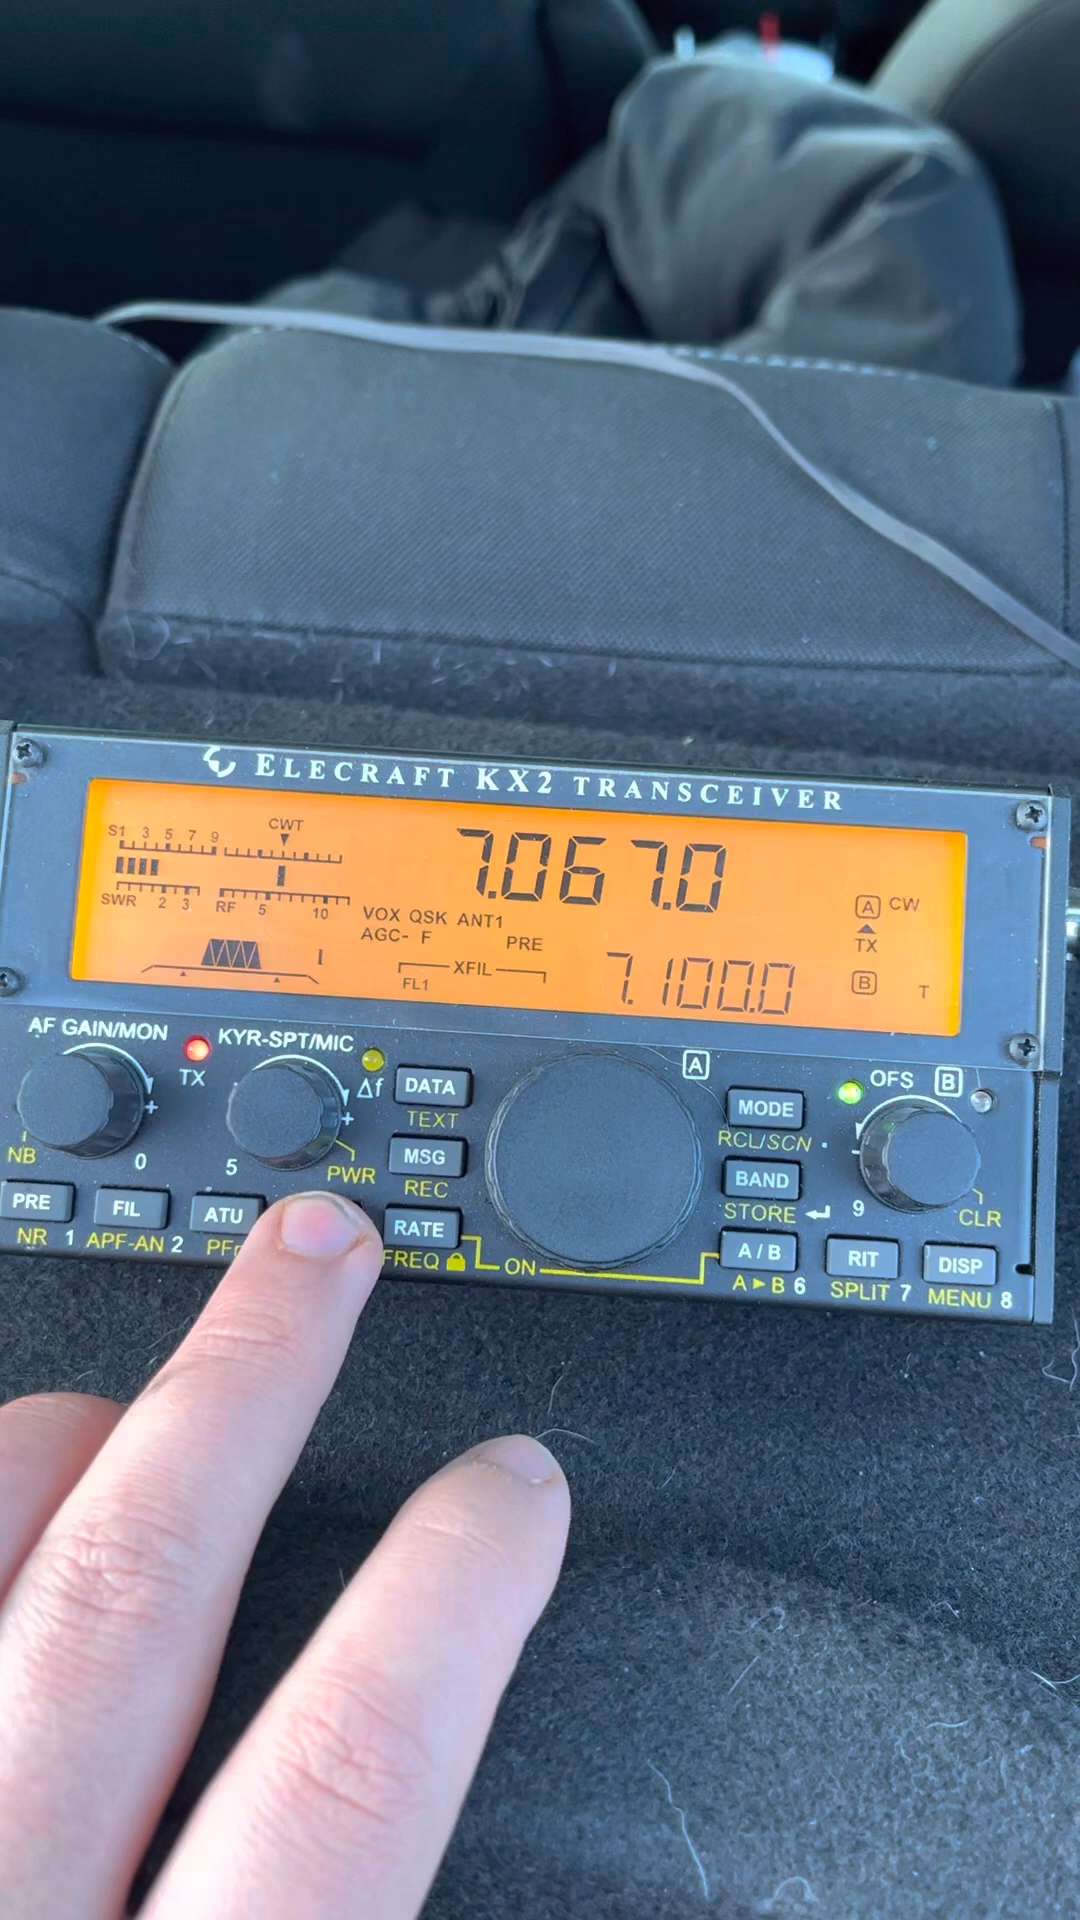 ELECRAFT KX2 TRANSCEIVER
S1 3 5 7 9 CWT
7.067.0
SWR 2 3 RF 5 10
VOX QSK ANT1
A CW
AGC- F PRE
TX
XFIL
FL1
7.100.0
B T
I
AF GAIN/MON
TX
KYR-SPT/MIC
Δf
DATA
TEXT
A
MODE
RCL/SCN .
OFS B
+
+
-
NB
0
5
PWR
MSG
REC
BAND
STORE
9
CLR
PRE
FIL
ATU
RATE
A / B
RIT
DISP
NR 1
APF-AN 2
FREQ
ON
A►B 6
SPLIT 7
MENU 8